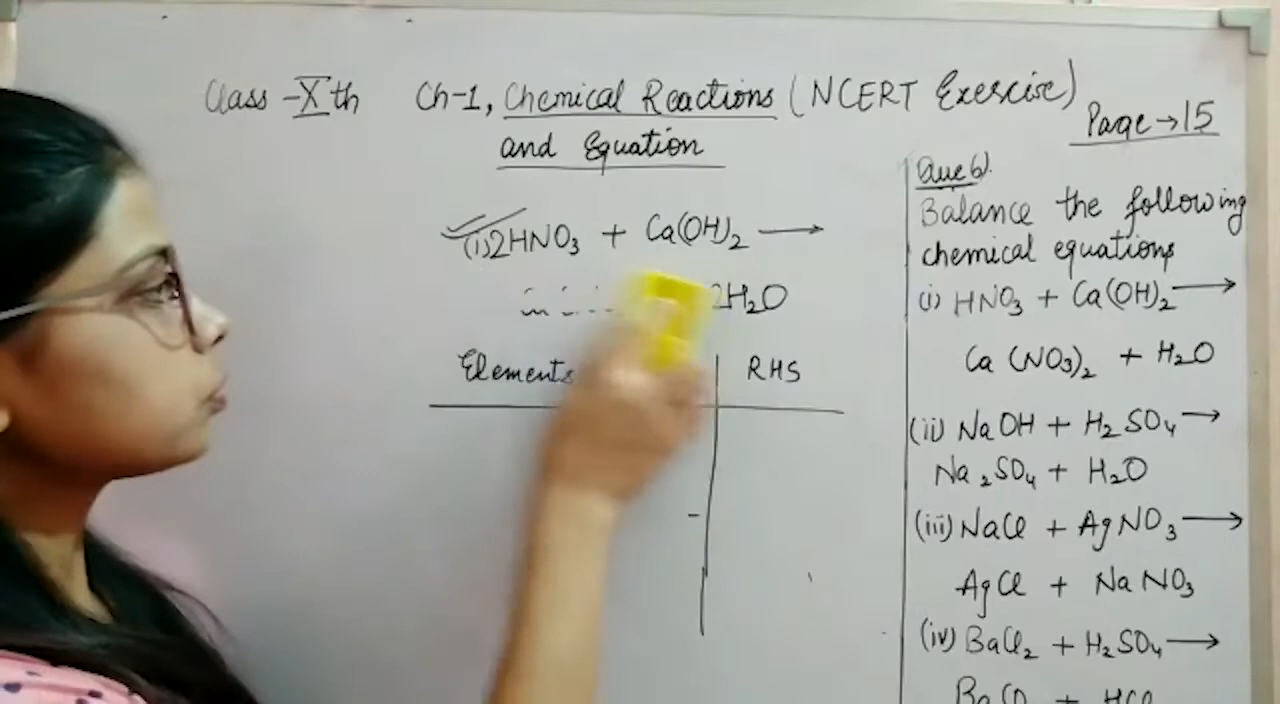 Class -Xth Ch-1, Chemical Reactions (NCERT Exercise)
and Equation
Page→15
(i) 2HNO₃ + Ca(OH)₂ →
2H₂O
Elements RHS
Que 6).
Balance the following
chemical equations
(i) HNO₃ + Ca(OH)₂ →
Ca(NO₃)₂ + H₂O
(ii) NaOH + H₂SO₄ →
Na₂SO₄ + H₂O
(iii) NaCl + AgNO₃ →
AgCl + NaNO₃
(iv) BaCl₂ + H₂SO₄ →
+ HCl